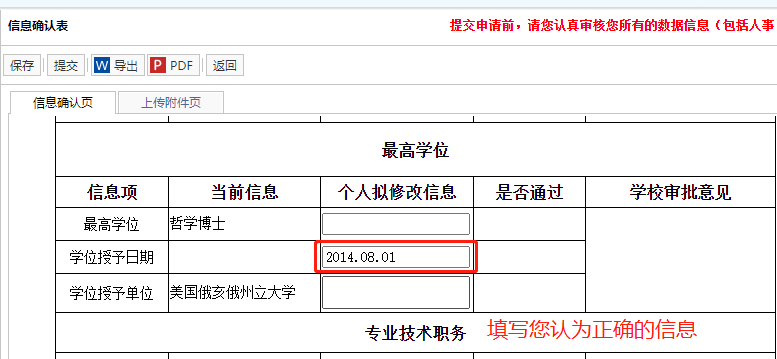 信息确认表
提交申请前，请您认真审核您所有的数据信息（包括人事
保存 提交 W 导出 P PDF 返回
信息确认页 上传附件页
最高学位
信息项 当前信息 个人拟修改信息 是否通过 学校审批意见
最高学位 哲学博士
学位授予日期 2014.08.01
学位授予单位 美国俄亥俄州立大学
专业技术职务 填写您认为正确的信息